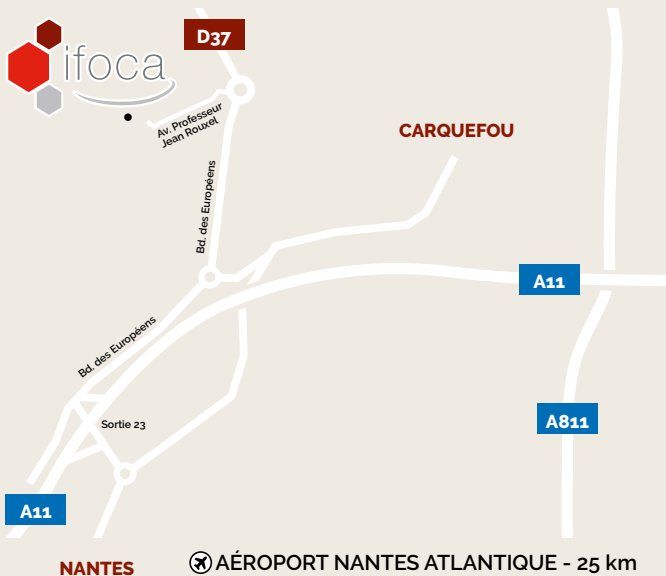 D37
ifoca
Av. Professeur
Jean Rouxel
CARQUEFOU
Bd. des Européens
A11
Bd. des Européens
A811
Sortie 23
A11
NANTES
AÉROPORT NANTES ATLANTIQUE - 25 km